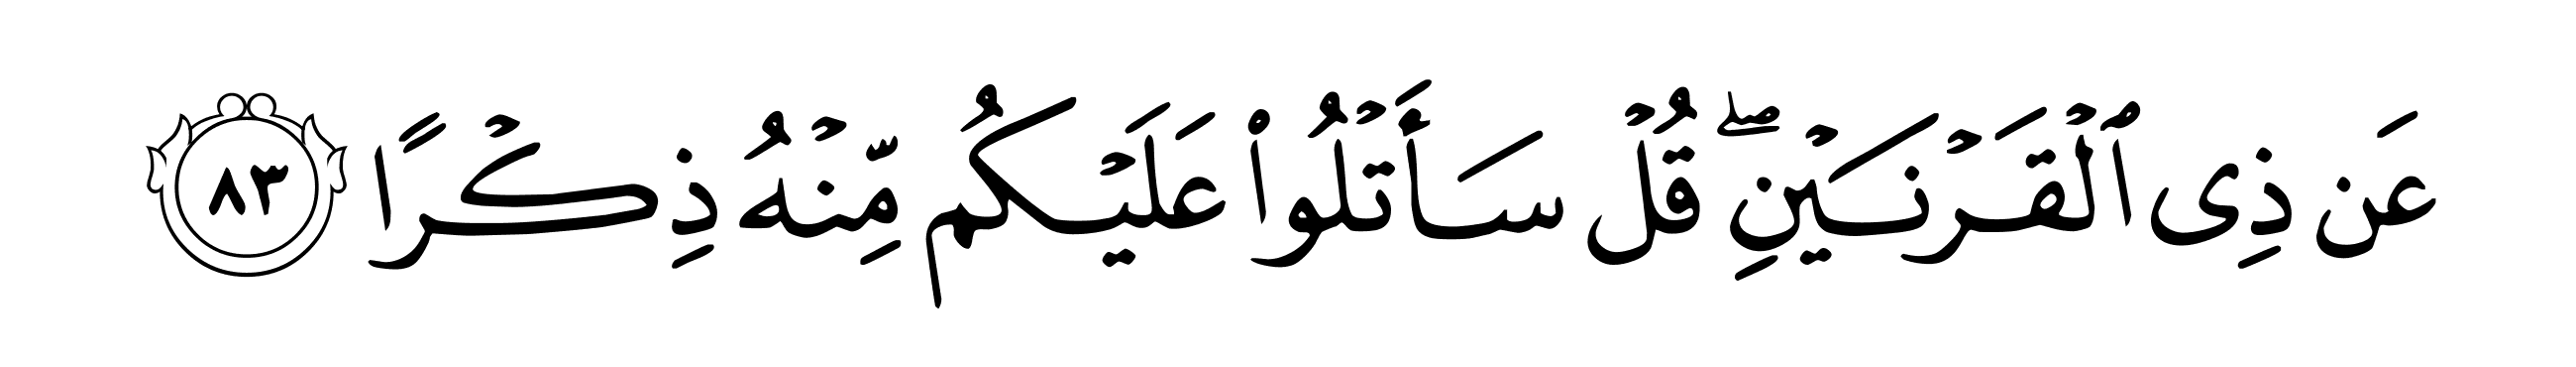 عَن ذِى ٱلْقَرْنَيْنِ ۖ قُلْ سَأَتْلُوا۟ عَلَيْكُم مِّنْهُ ذِكْرًا ٨٣